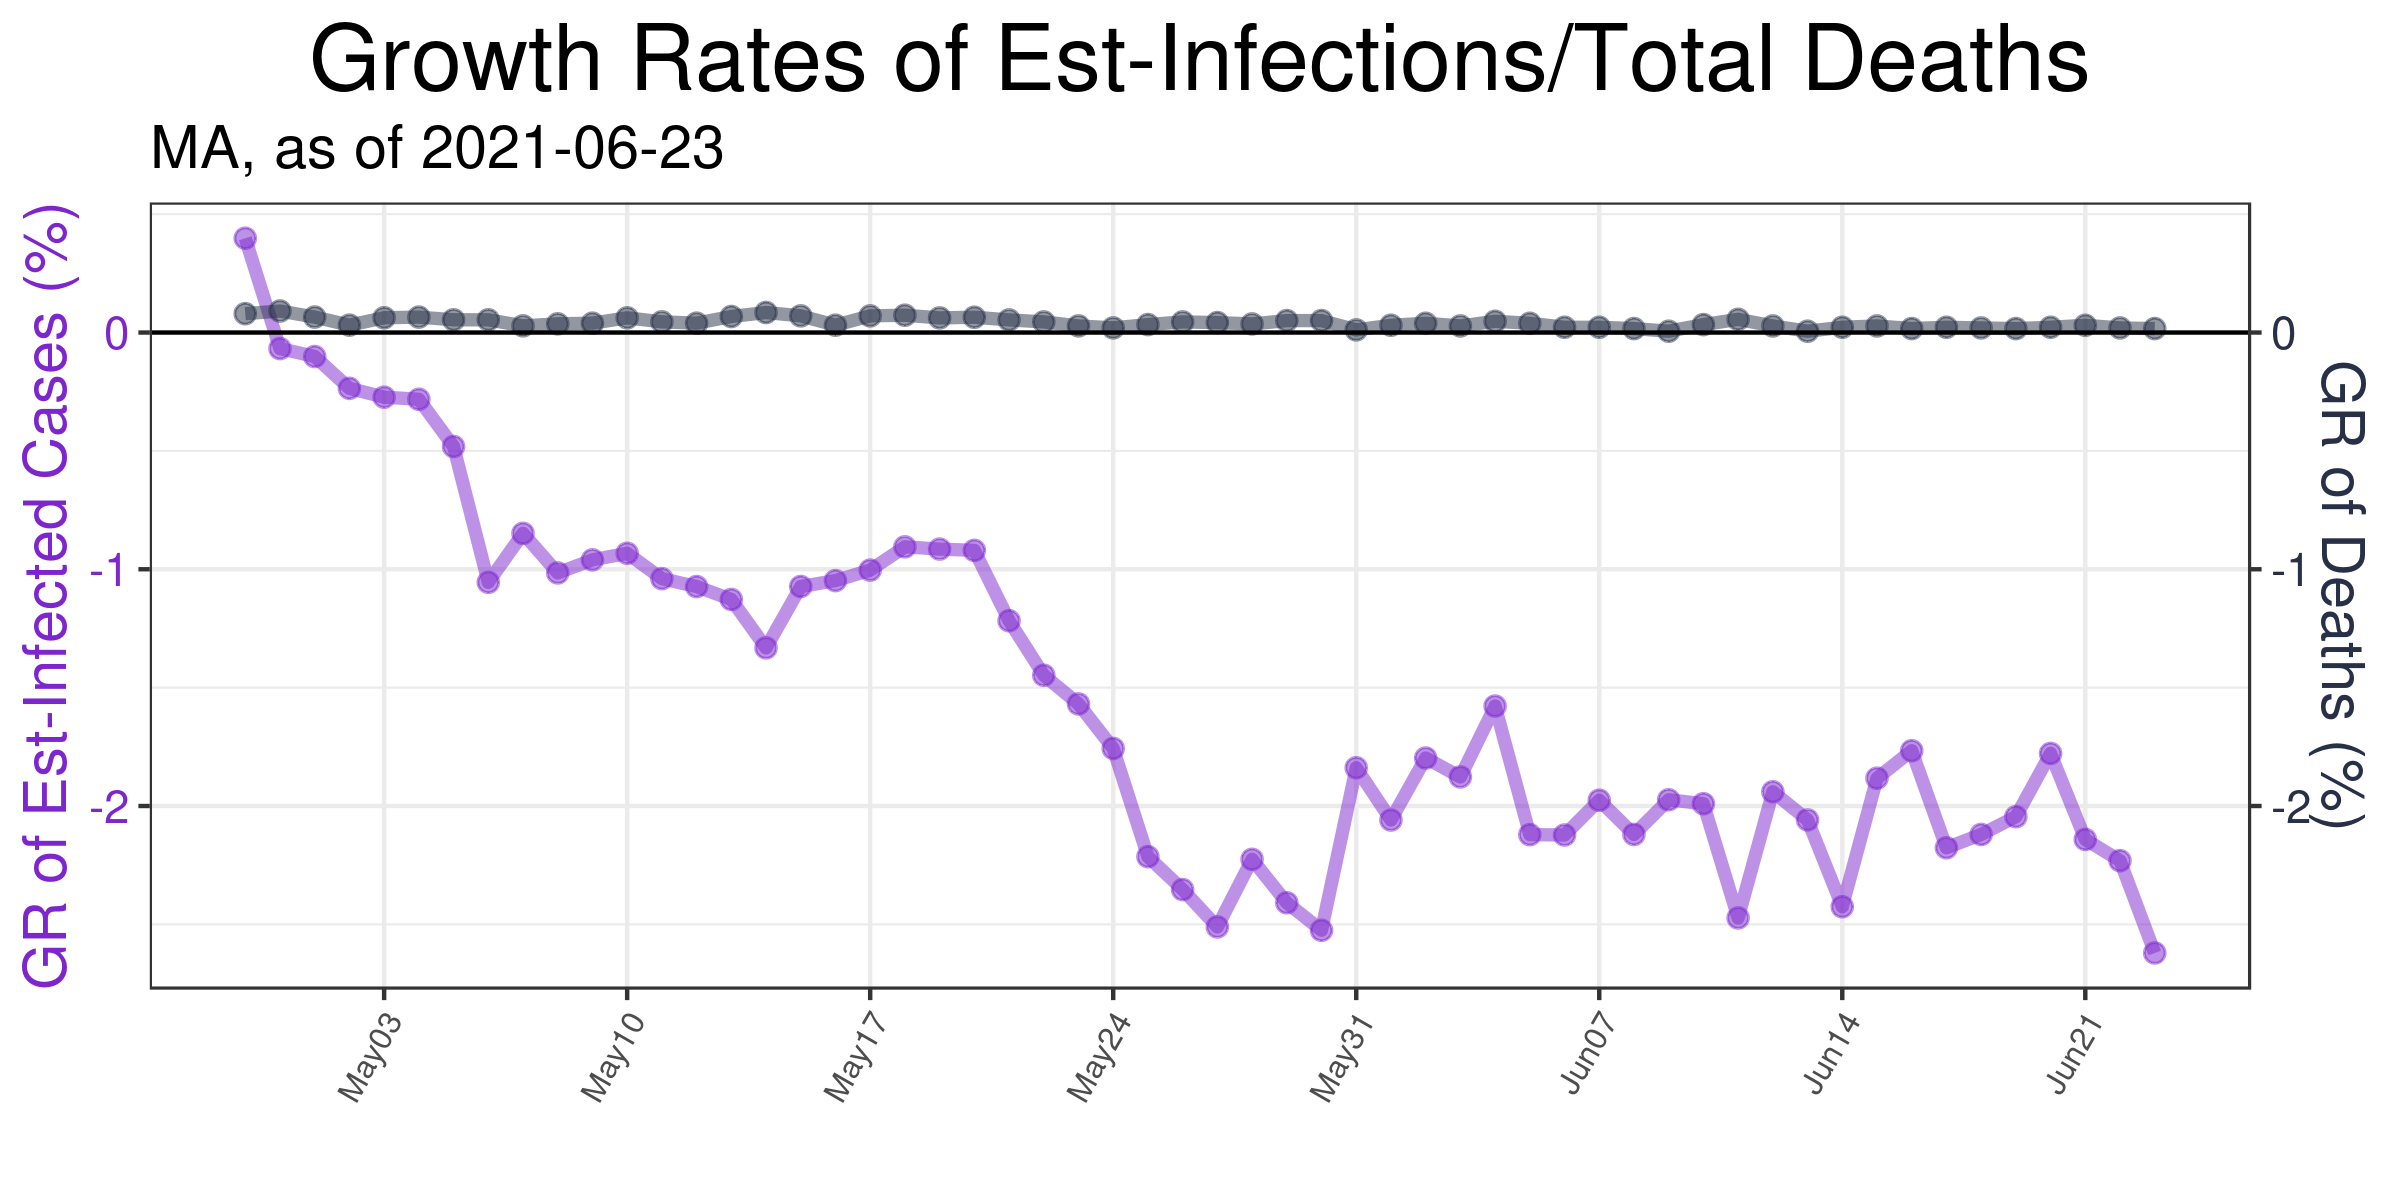 Growth Rates of Est-Infections/Total Deaths
MA, as of 2021-06-23
GR of Est-Infected Cases (%)
0
-1
-2
0
-1
-2
GR of Deaths (%)
May03
May10
May17
May24
May31
Jun07
Jun14
Jun21